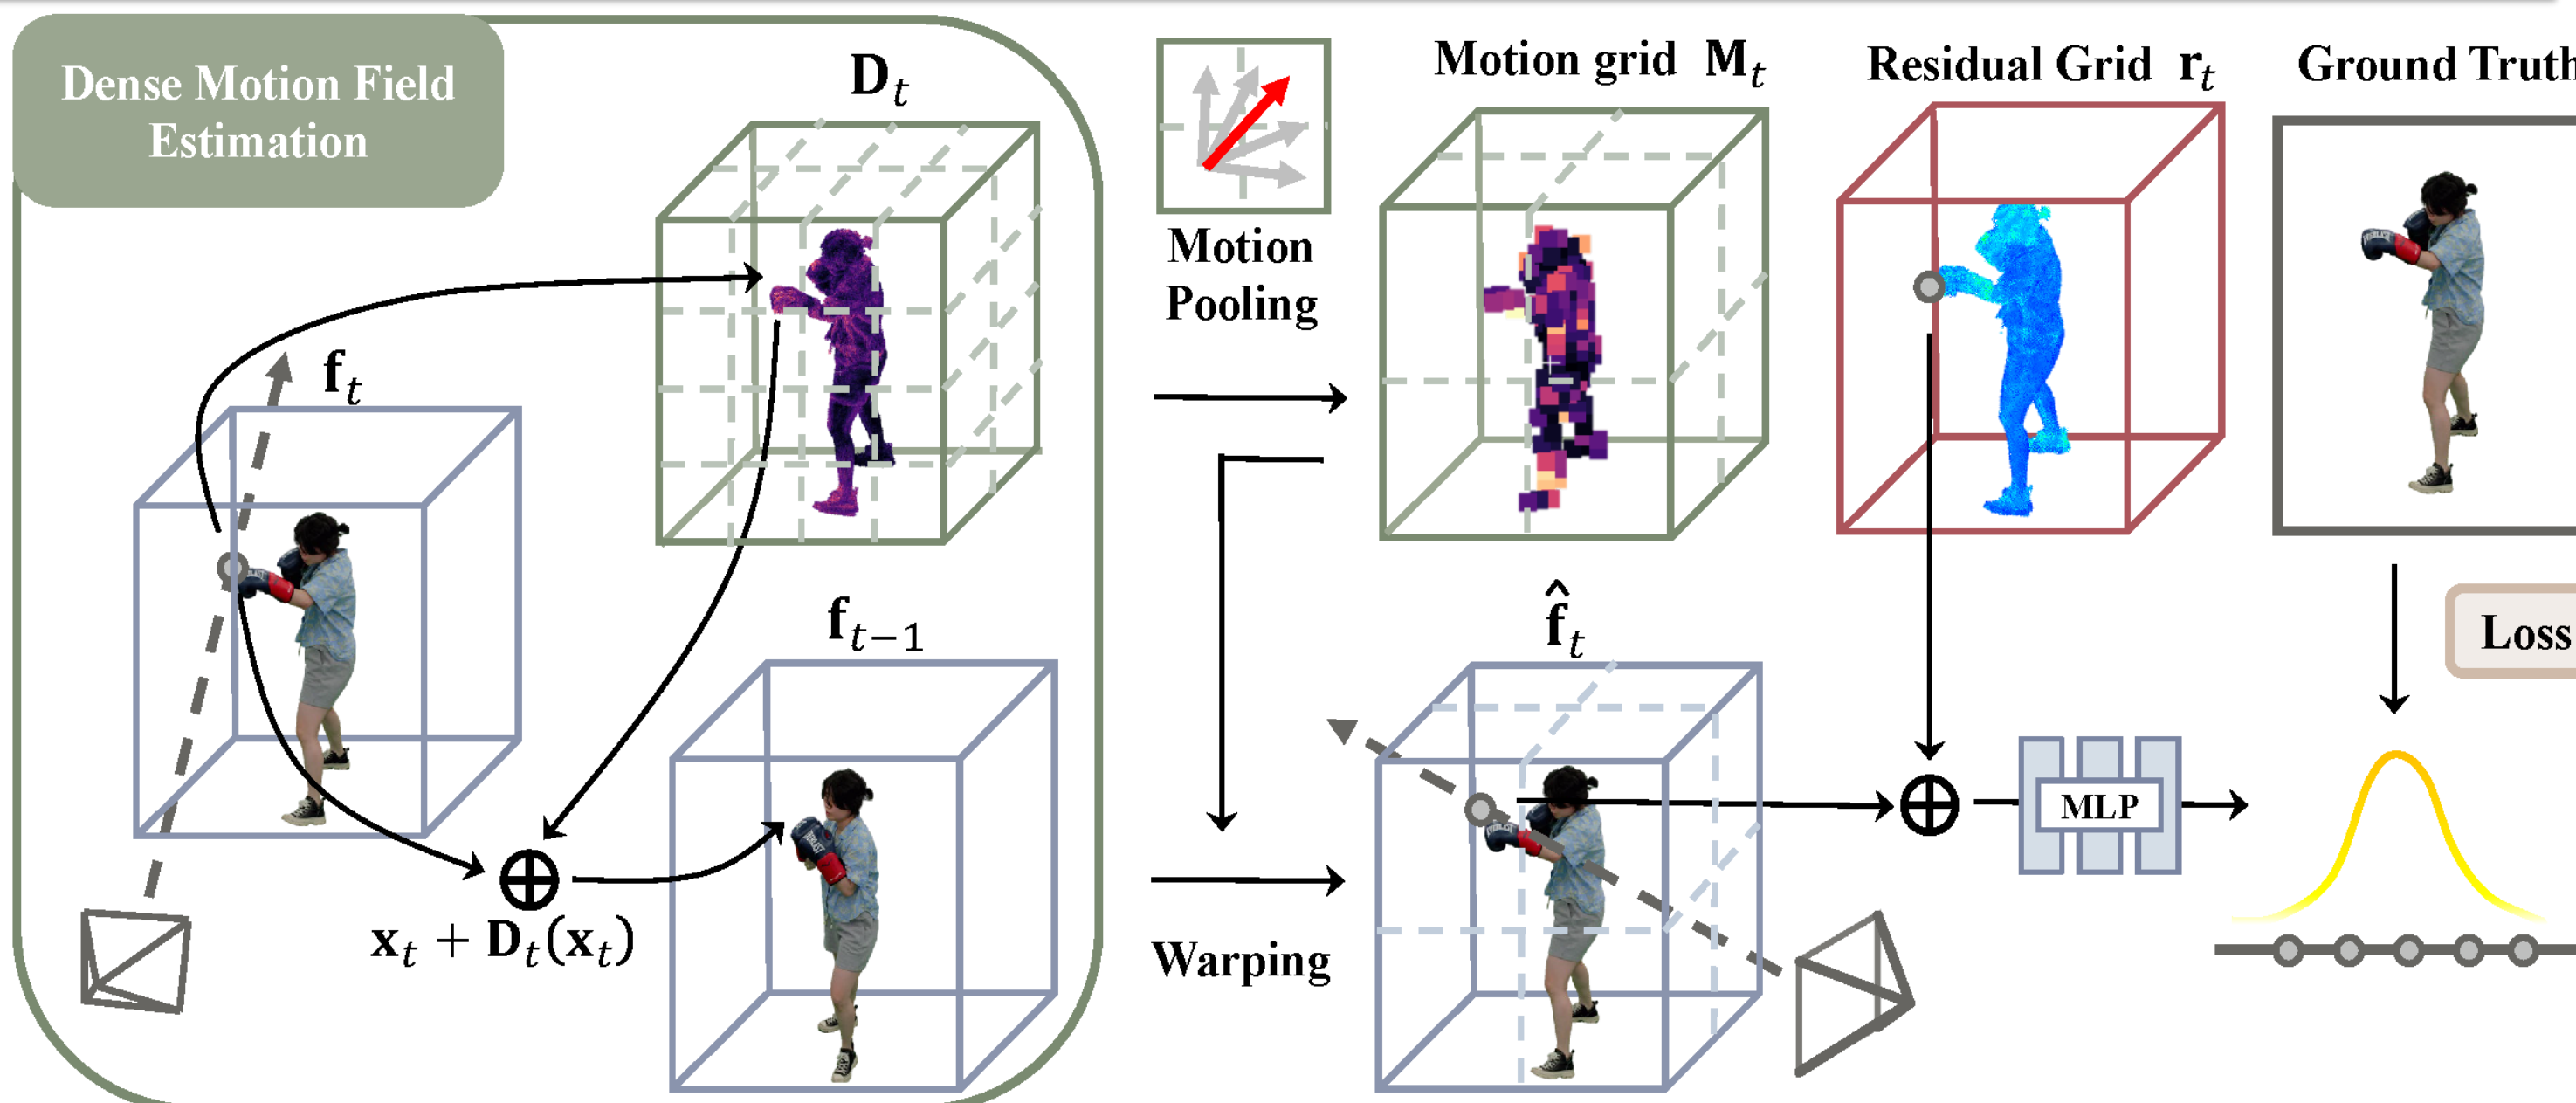 Dense Motion Field
Estimation
D_t
f_t
f_{t−1}
x_t + D_t(x_t)
Motion
Pooling
Motion grid M_t
Warping
f̂_t
Residual Grid r_t
MLP
Ground Truth
Loss